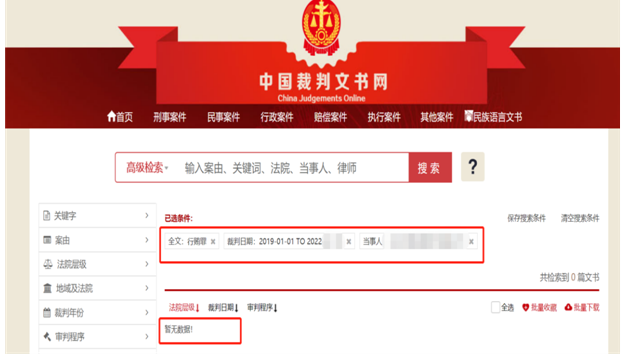 中国裁判文书网
China Judgements Online
首页 刑事案件 民事案件 行政案件 赔偿案件 执行案件 其他案件 民族语言文书
高级检索 输入案由、关键词、法院、当事人、律师 搜索 ?
关键字
案由
法院层级
地域及法院
裁判年份
审判程序
已选条件: 保存搜索条件 清空搜索条件
全文:行贿罪 × 裁判日期:2019-01-01 TO 2022 × 当事人 ×
共检索到 0 篇文书
法院层级 裁判日期 审判程序 全选 批量收藏 批量下载
暂无数据!